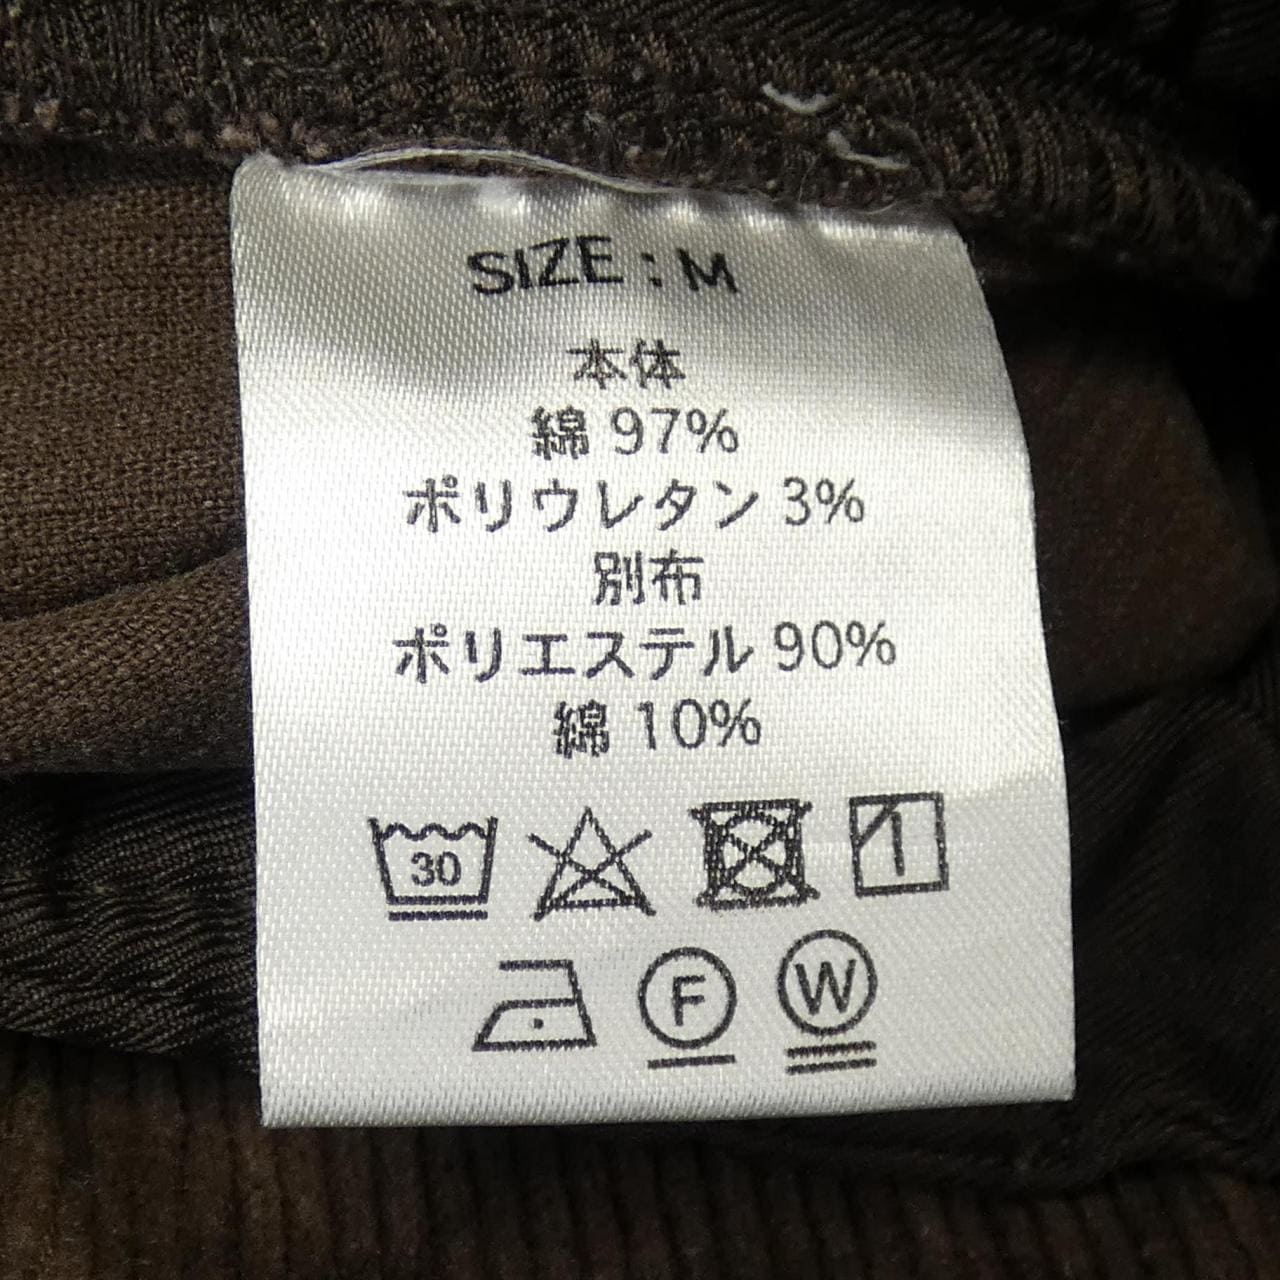 SIZE : M
本体
綿 97%
ポリウレタン 3%
別布
ポリエステル 90%
綿 10%
30
F W